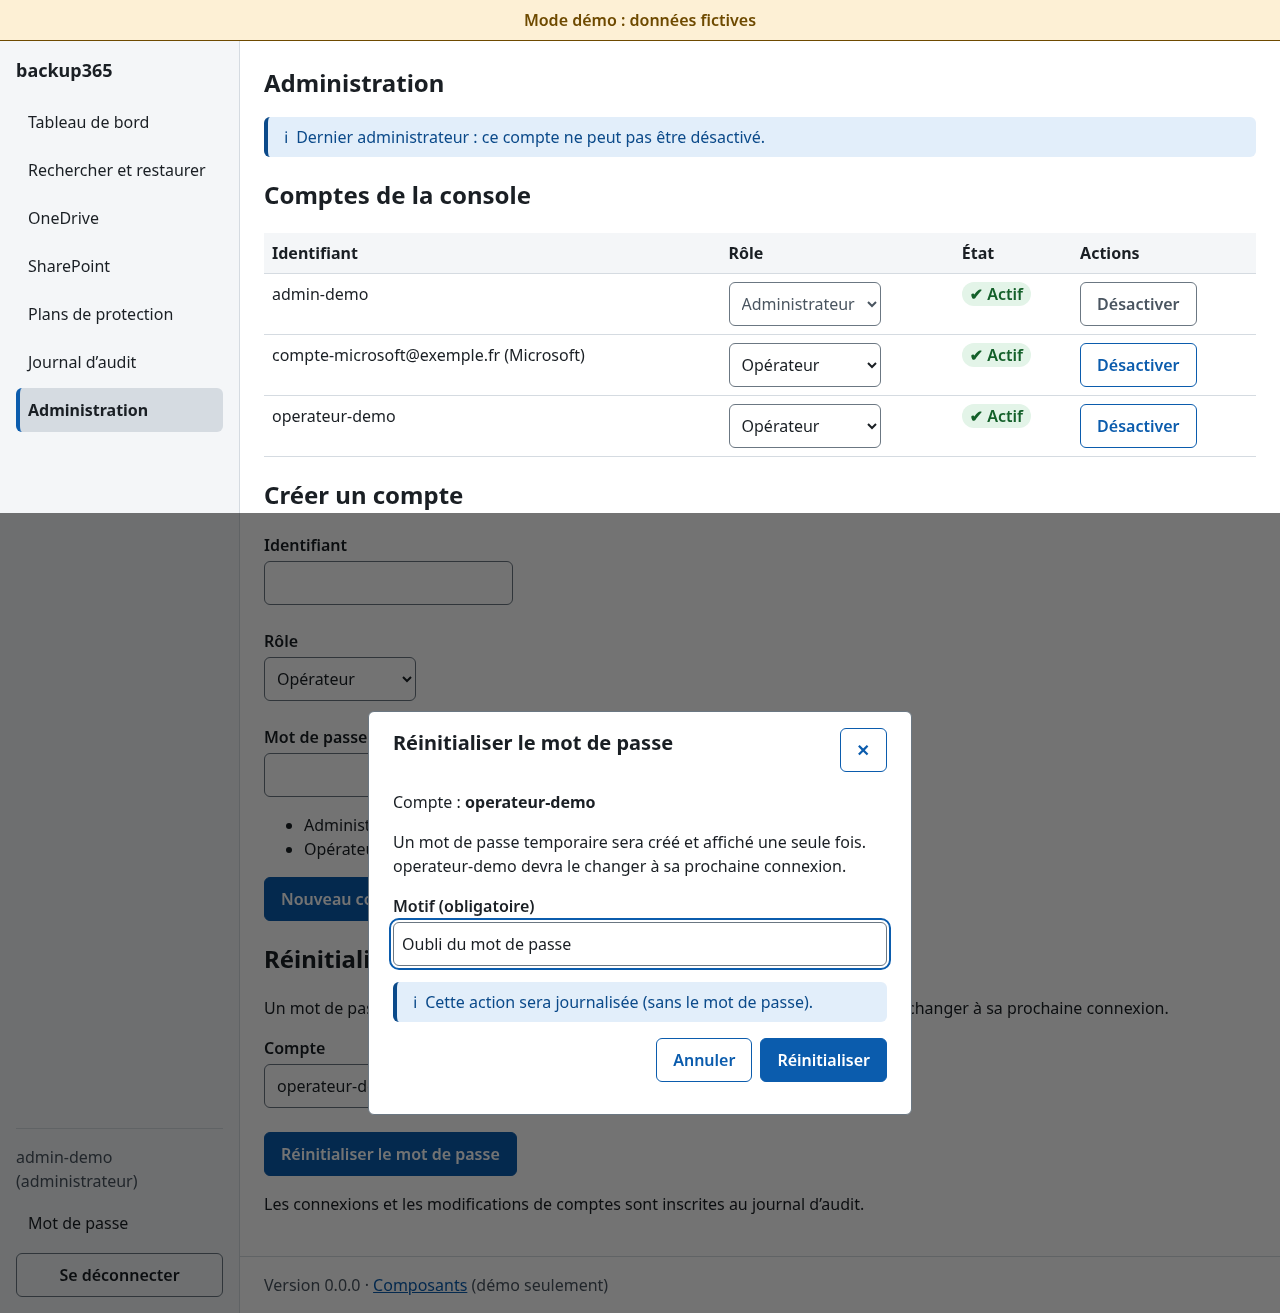 Mode démo : données fictives
backup365
Tableau de bord
Rechercher et restaurer
OneDrive
SharePoint
Plans de protection
Journal d’audit
Administration
admin-demo
(administrateur)
Mot de passe
Se déconnecter
Administration
i Dernier administrateur : ce compte ne peut pas être désactivé.
Comptes de la console
Identifiant Rôle État Actions
admin-demo Administrateur ✔ Actif Désactiver
compte-microsoft@exemple.fr (Microsoft) Opérateur ✔ Actif Désactiver
operateur-demo Opérateur ✔ Actif Désactiver
Créer un compte
Identifiant
Rôle
Opérateur
Mot de passe
Nouveau
Un mot de
changer à sa prochaine connexion.
Compte
Réinitialiser le mot de passe
Les connexions et les modifications de comptes sont inscrites au journal d’audit.
Version 0.0.0 · Composants (démo seulement)
Réinitialiser le mot de passe
×
Compte : operateur-demo
Un mot de passe temporaire sera créé et affiché une seule fois.
operateur-demo devra le changer à sa prochaine connexion.
Motif (obligatoire)
Oubli du mot de passe
i Cette action sera journalisée (sans le mot de passe).
Annuler
Réinitialiser